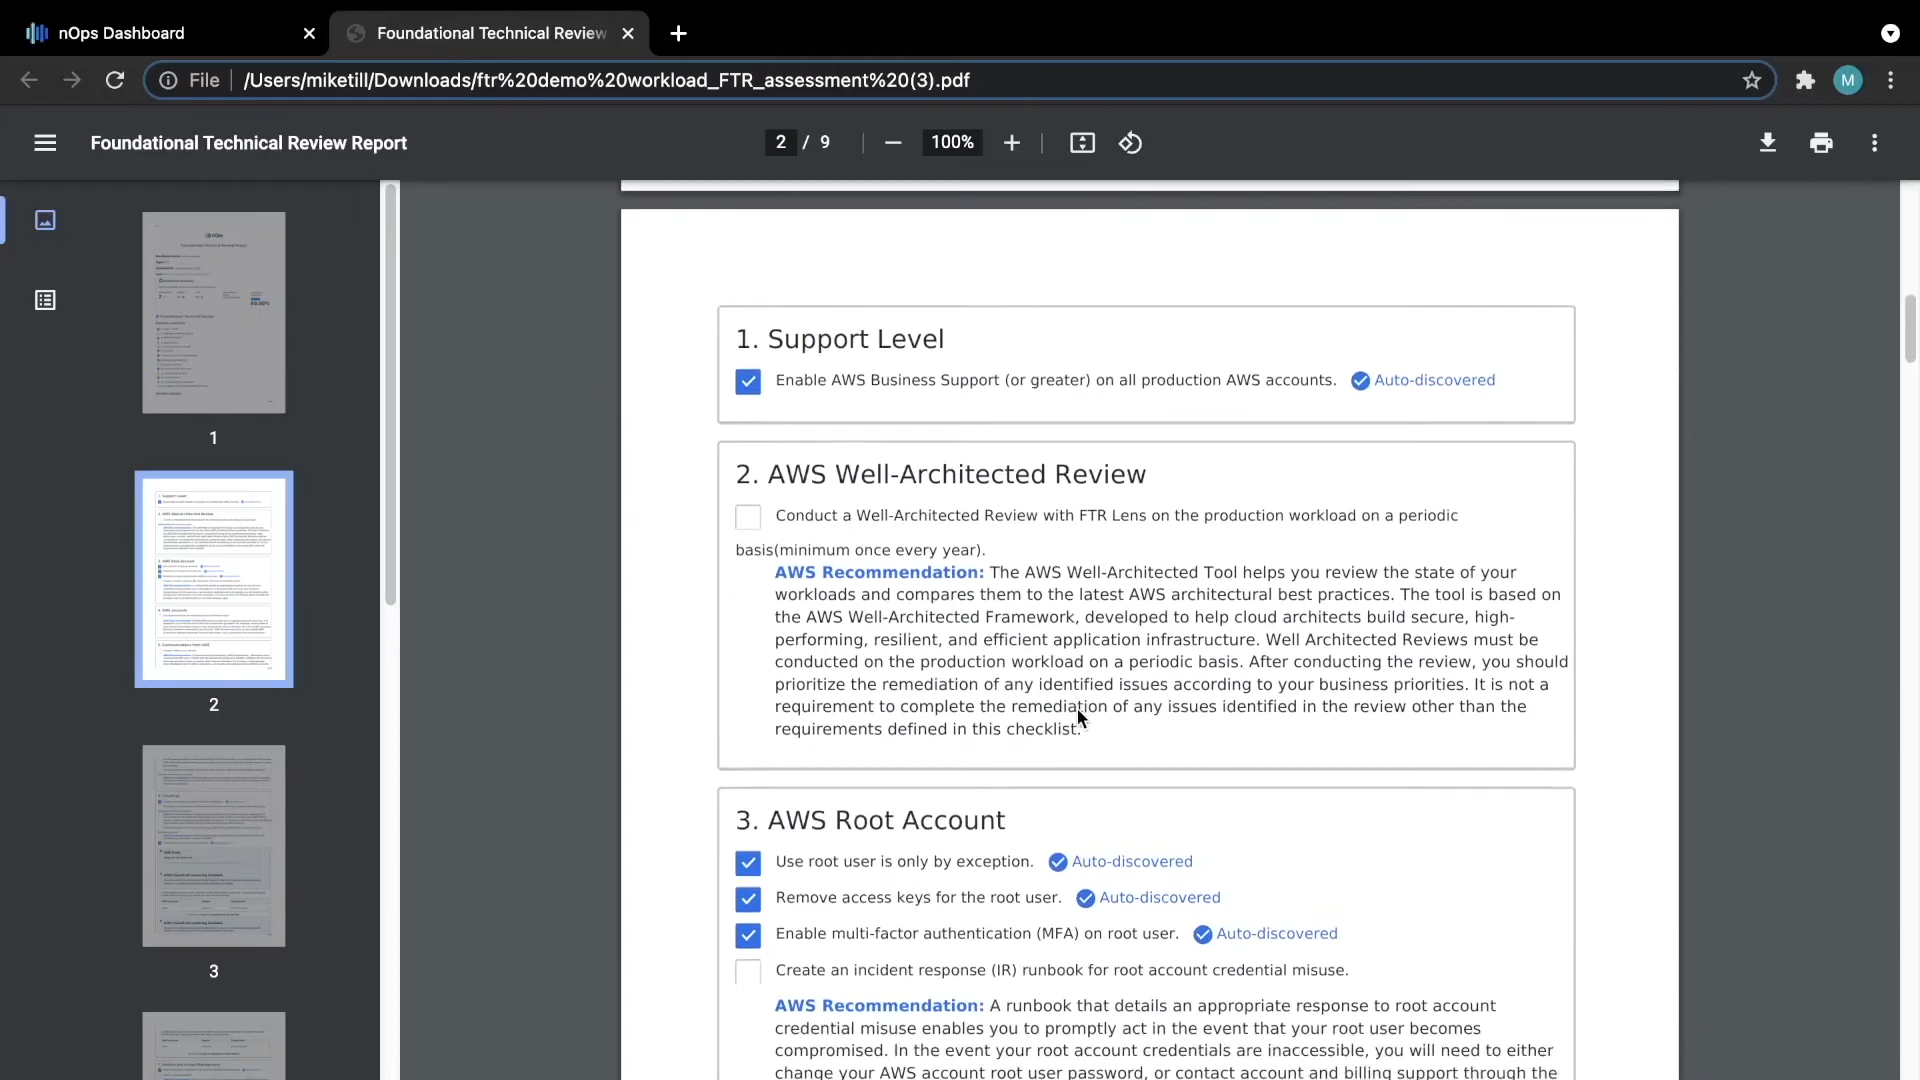 nOps Dashboard
Foundational Technical Review
File
/Users/miketill/Downloads/ftr%20demo%20workload_FTR_assessment%20(3).pdf
M
Foundational Technical Review Report
2 / 9
100%
1
2
3
1. Support Level
Enable AWS Business Support (or greater) on all production AWS accounts. Auto-discovered
2. AWS Well-Architected Review
Conduct a Well-Architected Review with FTR Lens on the production workload on a periodic
basis(minimum once every year).
AWS Recommendation: The AWS Well-Architected Tool helps you review the state of your
workloads and compares them to the latest AWS architectural best practices. The tool is based on
the AWS Well-Architected Framework, developed to help cloud architects build secure, high-
performing, resilient, and efficient application infrastructure. Well Architected Reviews must be
conducted on the production workload on a periodic basis. After conducting the review, you should
prioritize the remediation of any identified issues according to your business priorities. It is not a
requirement to complete the remediation of any issues identified in the review other than the
requirements defined in this checklist.
3. AWS Root Account
Use root user is only by exception. Auto-discovered
Remove access keys for the root user. Auto-discovered
Enable multi-factor authentication (MFA) on root user. Auto-discovered
Create an incident response (IR) runbook for root account credential misuse.
AWS Recommendation: A runbook that details an appropriate response to root account
credential misuse enables you to promptly act in the event that your root user becomes
compromised. In the event your root account credentials are inaccessible, you will need to either
change your AWS account root user password, or contact account and billing support through the